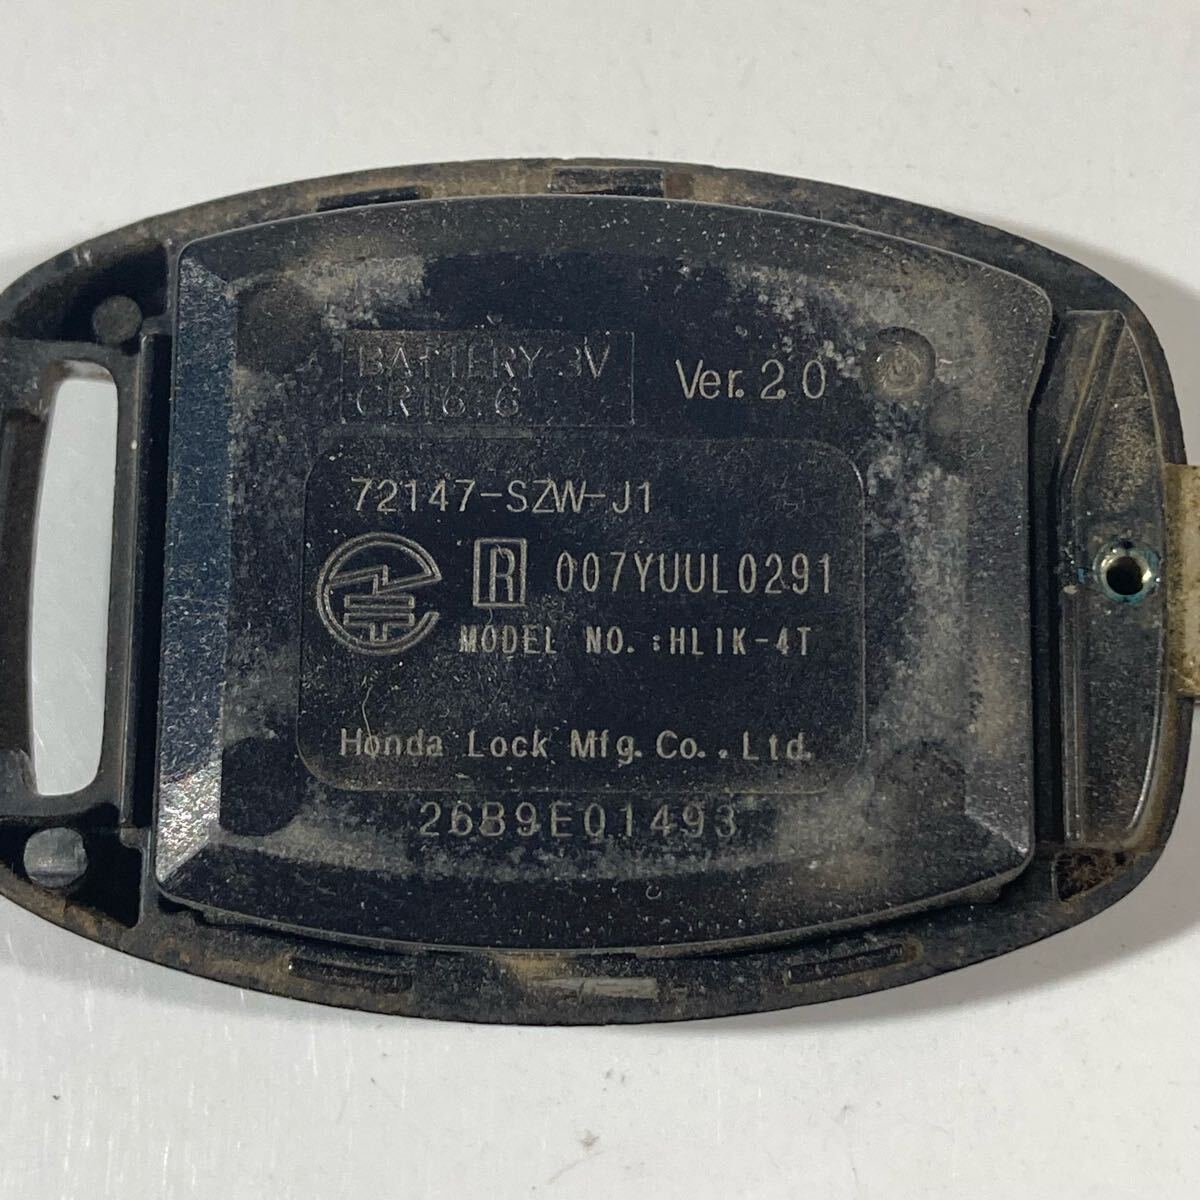 BATTERY 3V
CR1616
Ver. 2.0
72147-SZW-J1
R 007YUUL0291
MODEL NO.:HLIK-4T
Honda Lock Mfg. Co., Ltd.
26B9E01493